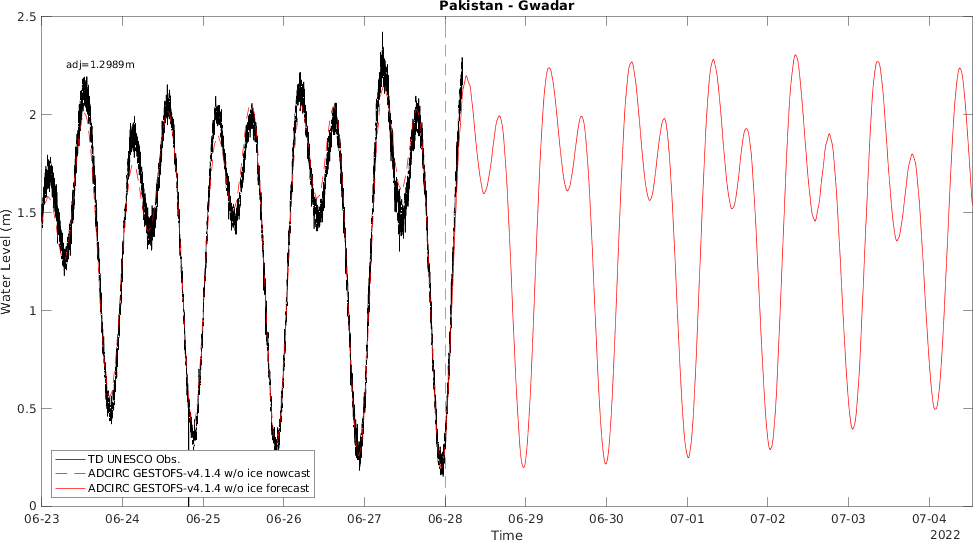 Pakistan - Gwadar
adj=1.2989m
2.5
2
1.5
1
0.5
0
Water Level (m)
TD UNESCO Obs.
ADCIRC GESTOFS-v4.1.4 w/o ice nowcast
ADCIRC GESTOFS-v4.1.4 w/o ice forecast
06-23 06-24 06-25 06-26 06-27 06-28 06-29 06-30 07-01 07-02 07-03 07-04
Time
2022